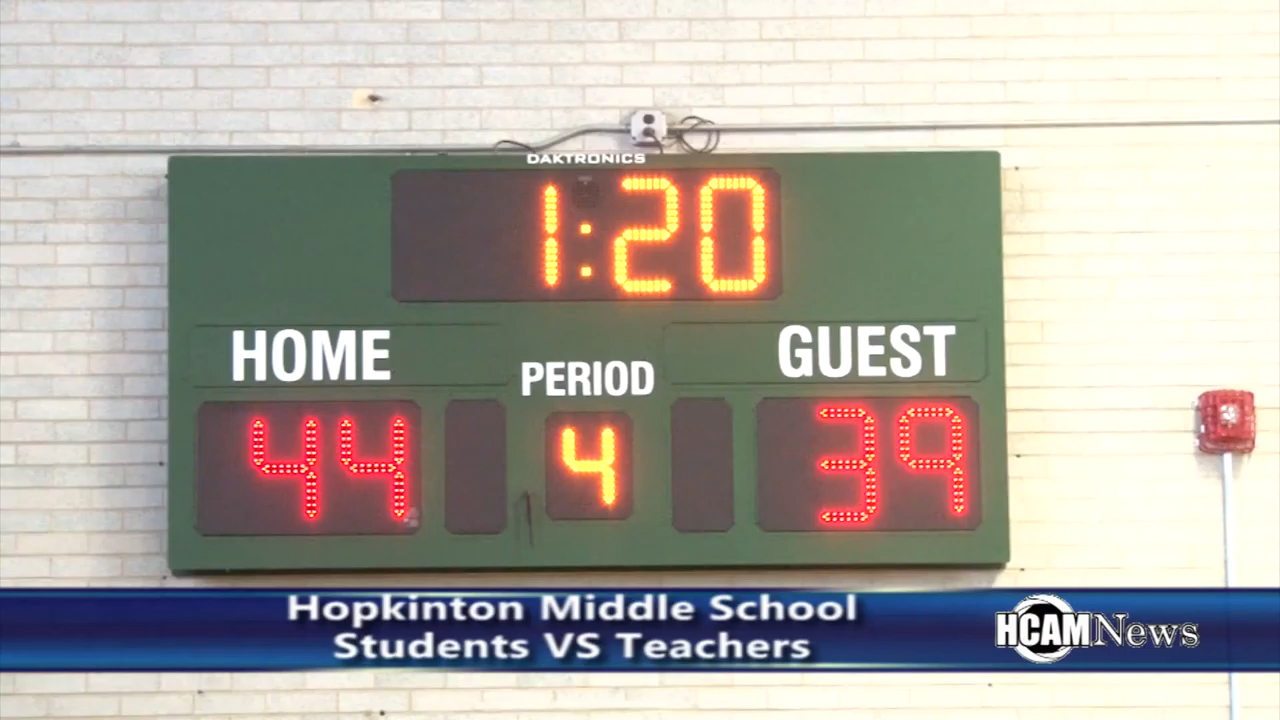 DAKTRONICS
1:20
HOME
GUEST
PERIOD
44
4
39
Hopkinton Middle School
Students VS Teachers
HCAMNews